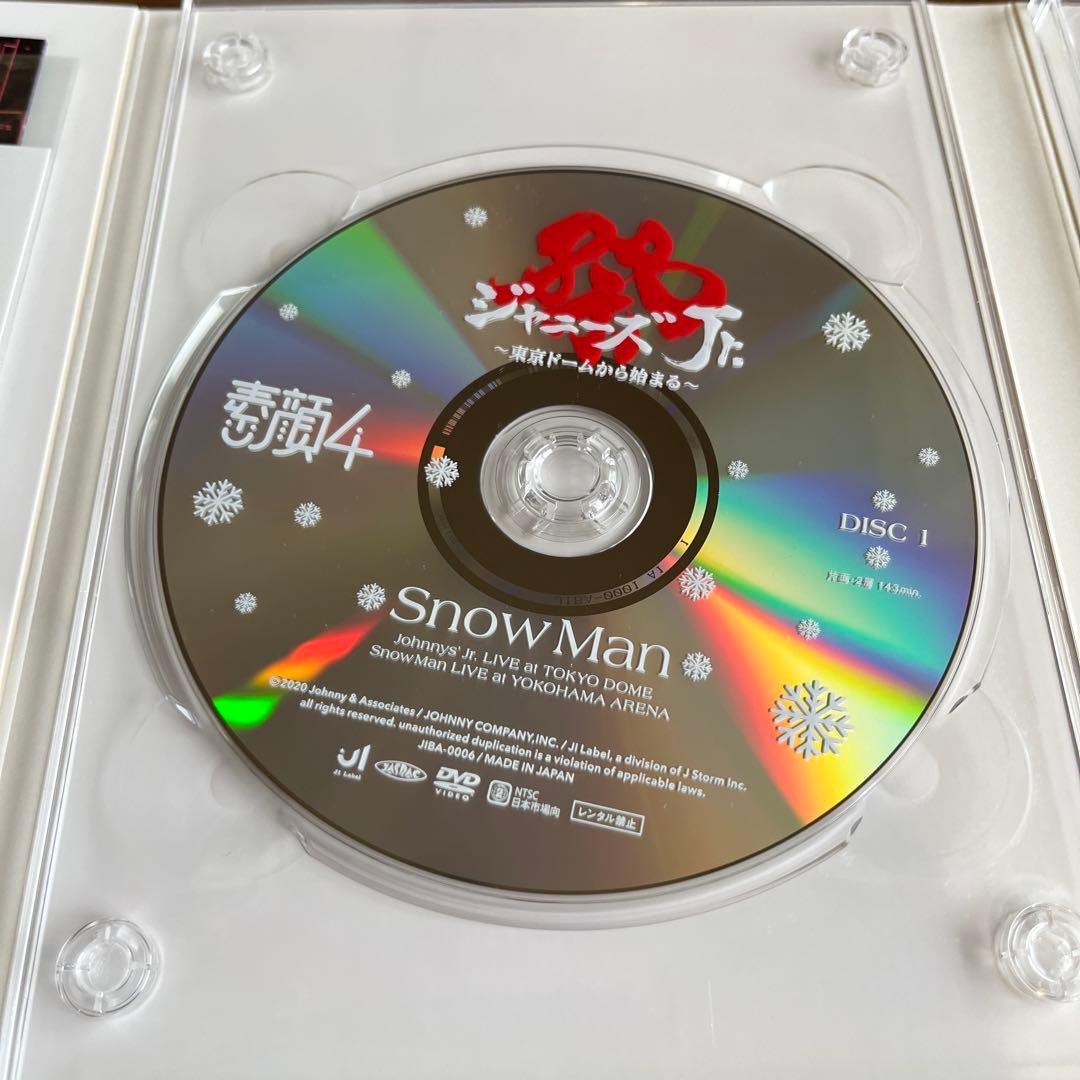 祭
ジャニーズJr.
～東京ドームから始まる～
素顔4
DISC 1
片面・2層 143min.
Snow Man
Johnnys' Jr. LIVE at TOKYO DOME
Snow Man LIVE at YOKOHAMA ARENA
©2020 Johnny & Associates / JOHNNY COMPANY, INC. / JI Label, a division of J Storm Inc.
all rights reserved. unauthorized duplication is a violation of applicable laws.
JIBA-0006 / MADE IN JAPAN
JI Label
JASRAC
DVD
VIDEO
2
NTSC
日本市場向
レンタル禁止